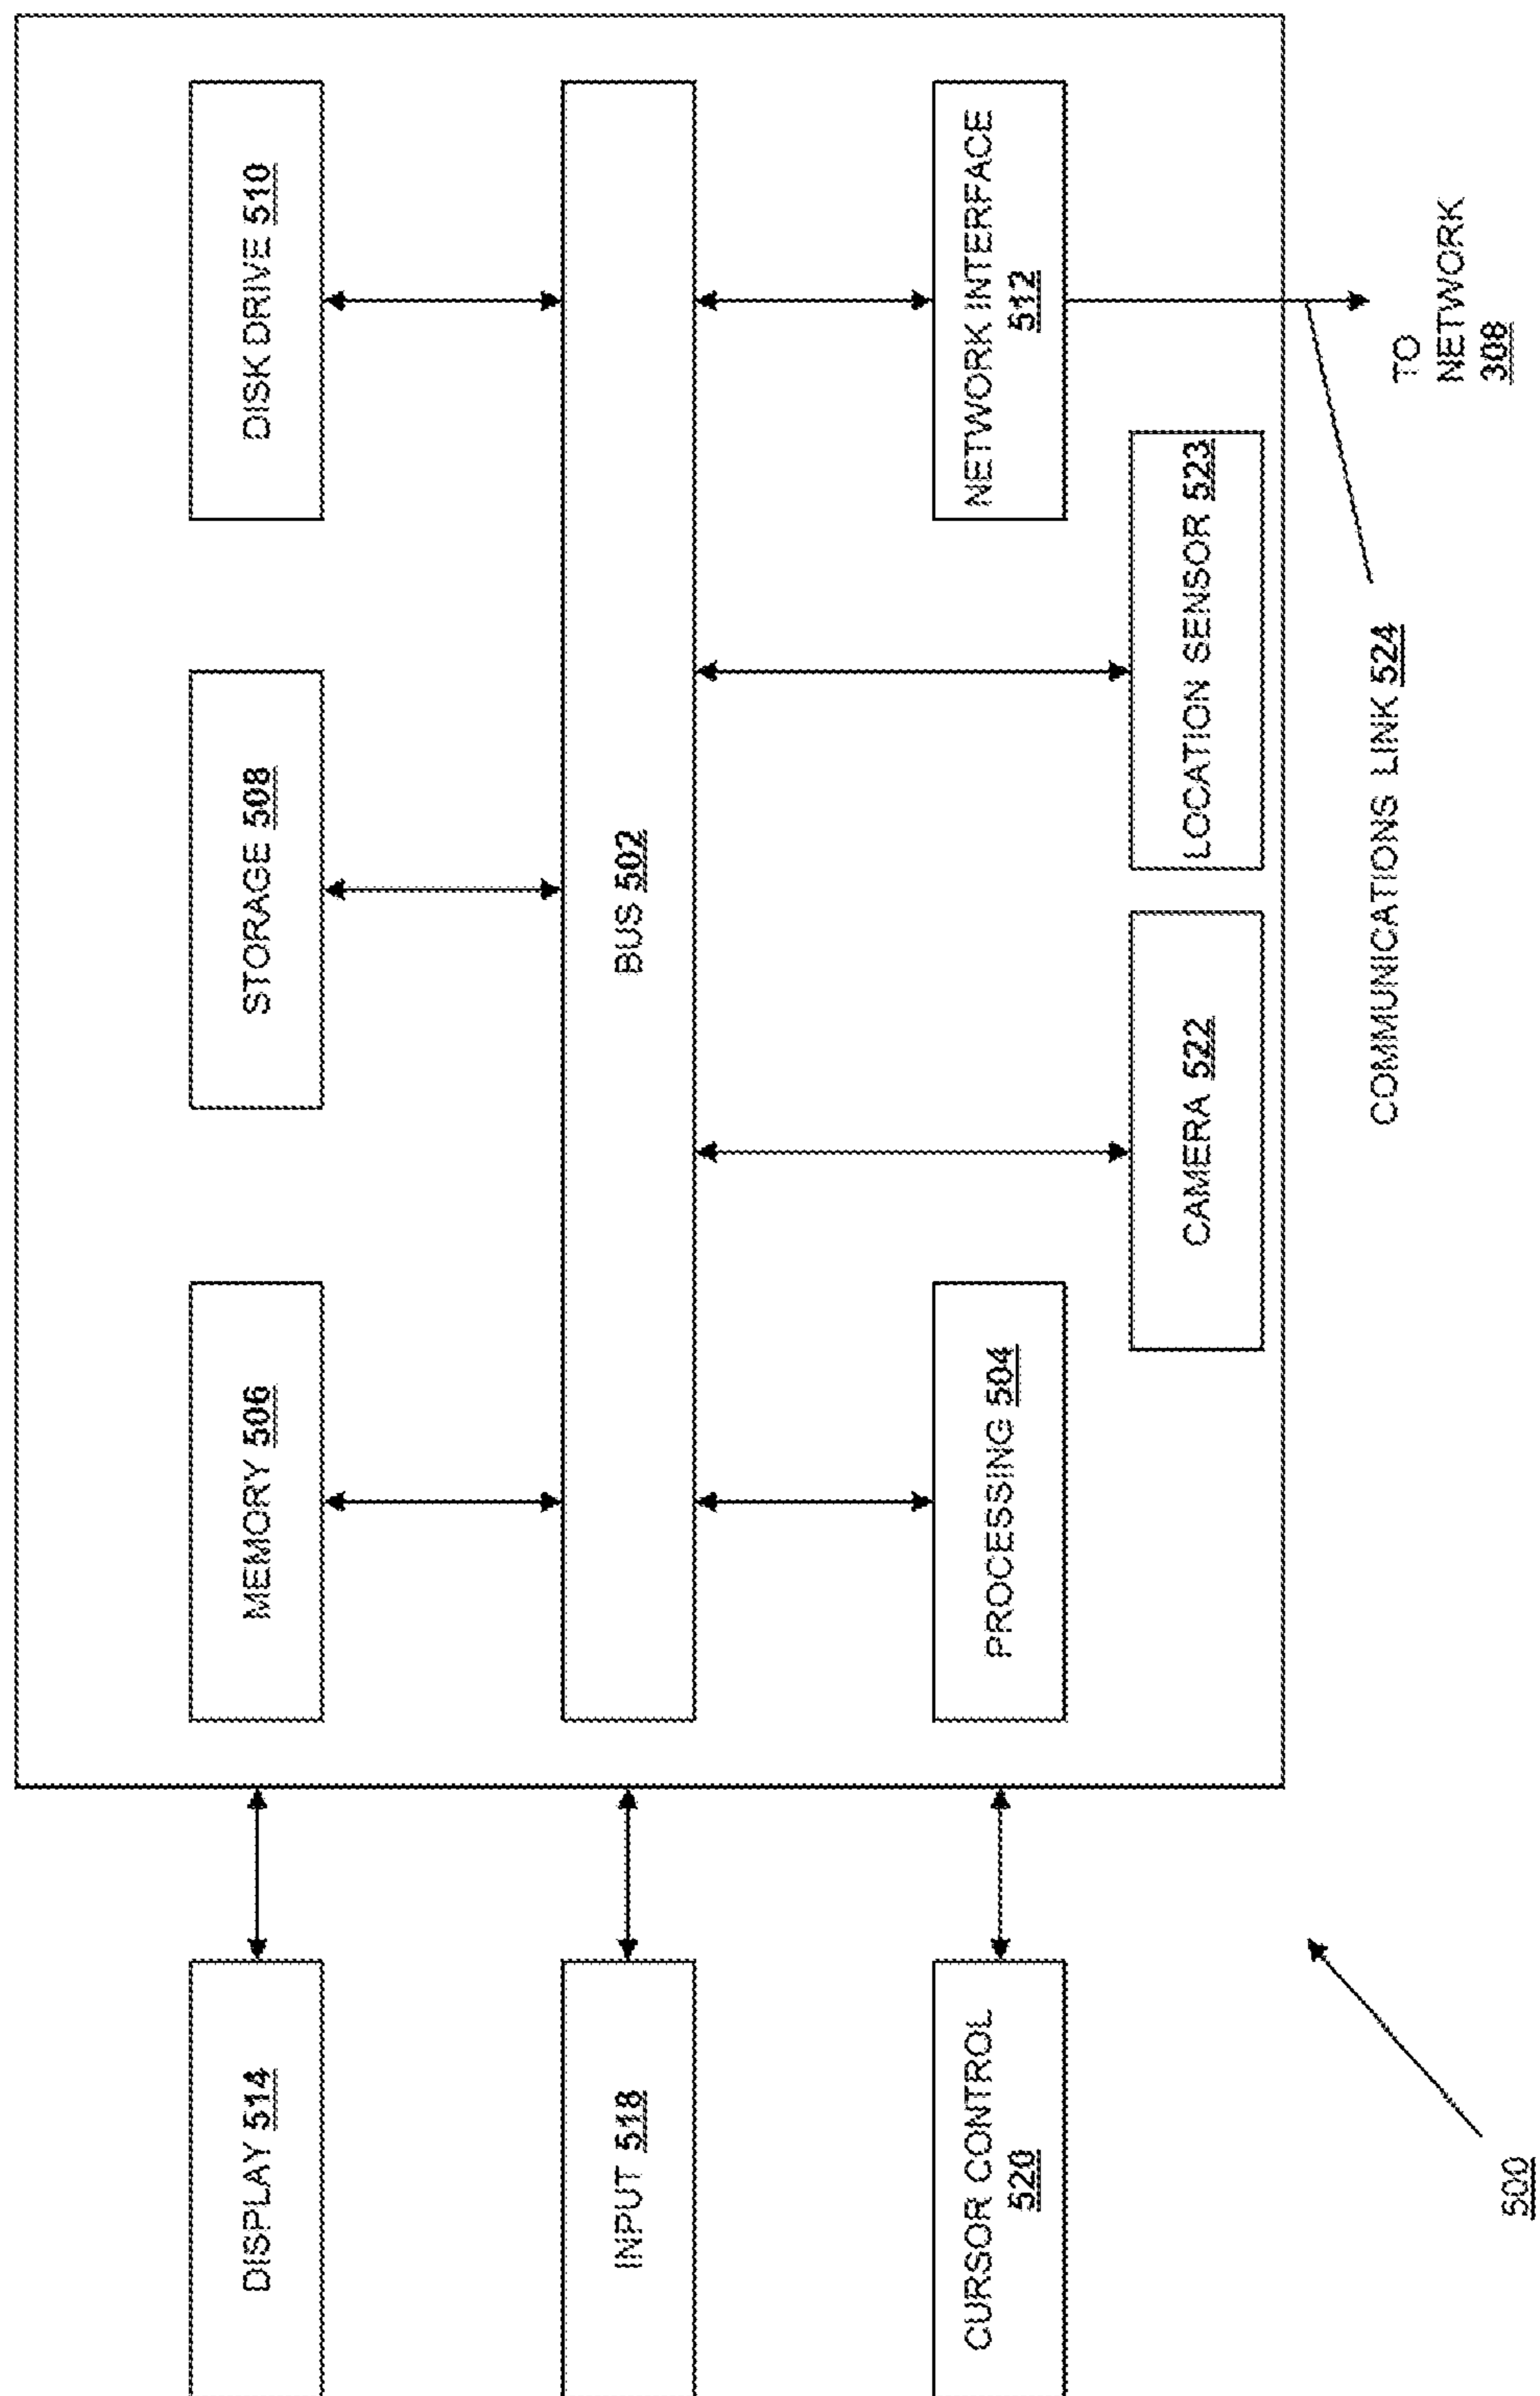 DISPLAY 514
MEMORY 506
STORAGE 508
DISK DRIVE 510
INPUT 518
BUS 502
CURSOR CONTROL
520
PROCESSING 504
NETWORK INTERFACE
512
CAMERA 522
LOCATION SENSOR 523
COMMUNICATIONS LINK 524
TO
NETWORK
308
500